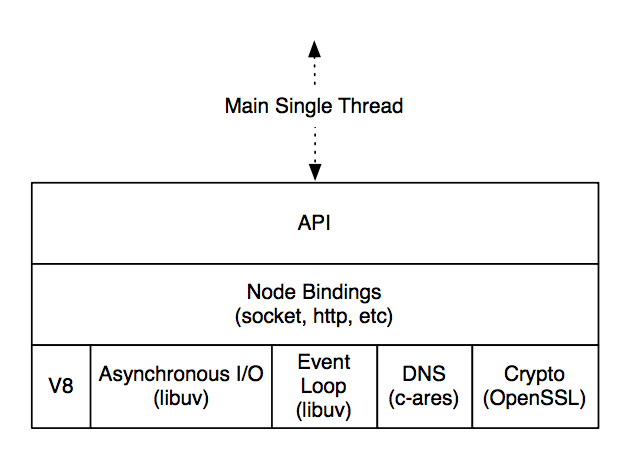 Main Single Thread
API
Node Bindings
(socket, http, etc)
V8
Asynchronous I/O
(libuv)
Event
Loop
(libuv)
DNS
(c-ares)
Crypto
(OpenSSL)